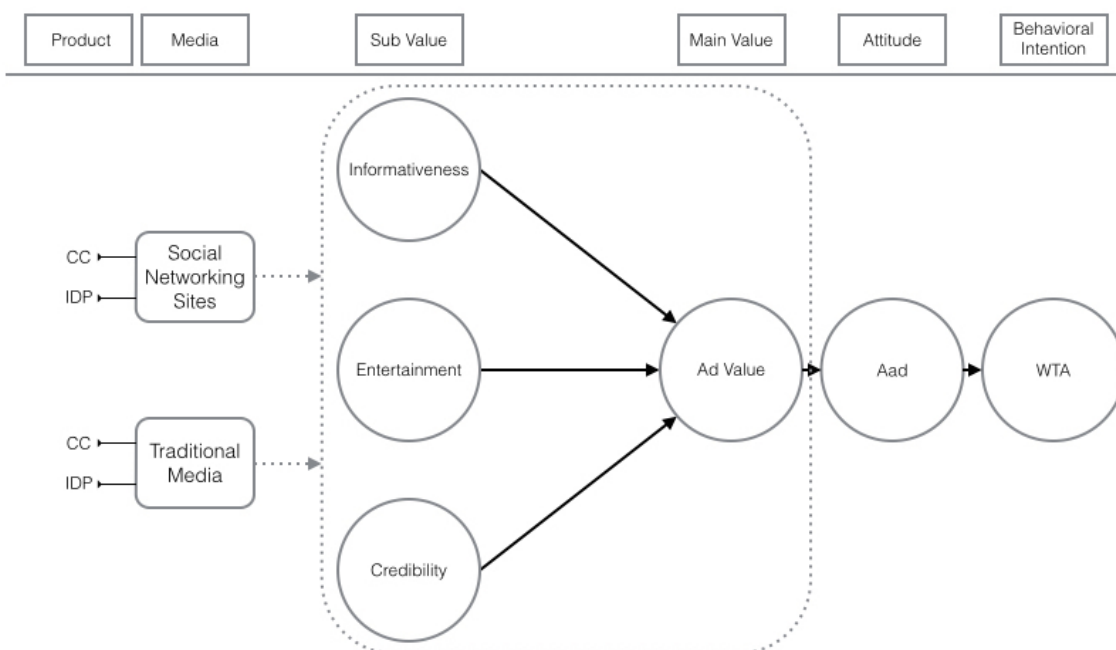 Product
Media
Sub Value
Main Value
Attitude
Behavioral
Intention
Informativeness
CC
IDP
Social
Networking
Sites
Entertainment
Ad Value
Aad
WTA
CC
IDP
Traditional
Media
Credibility